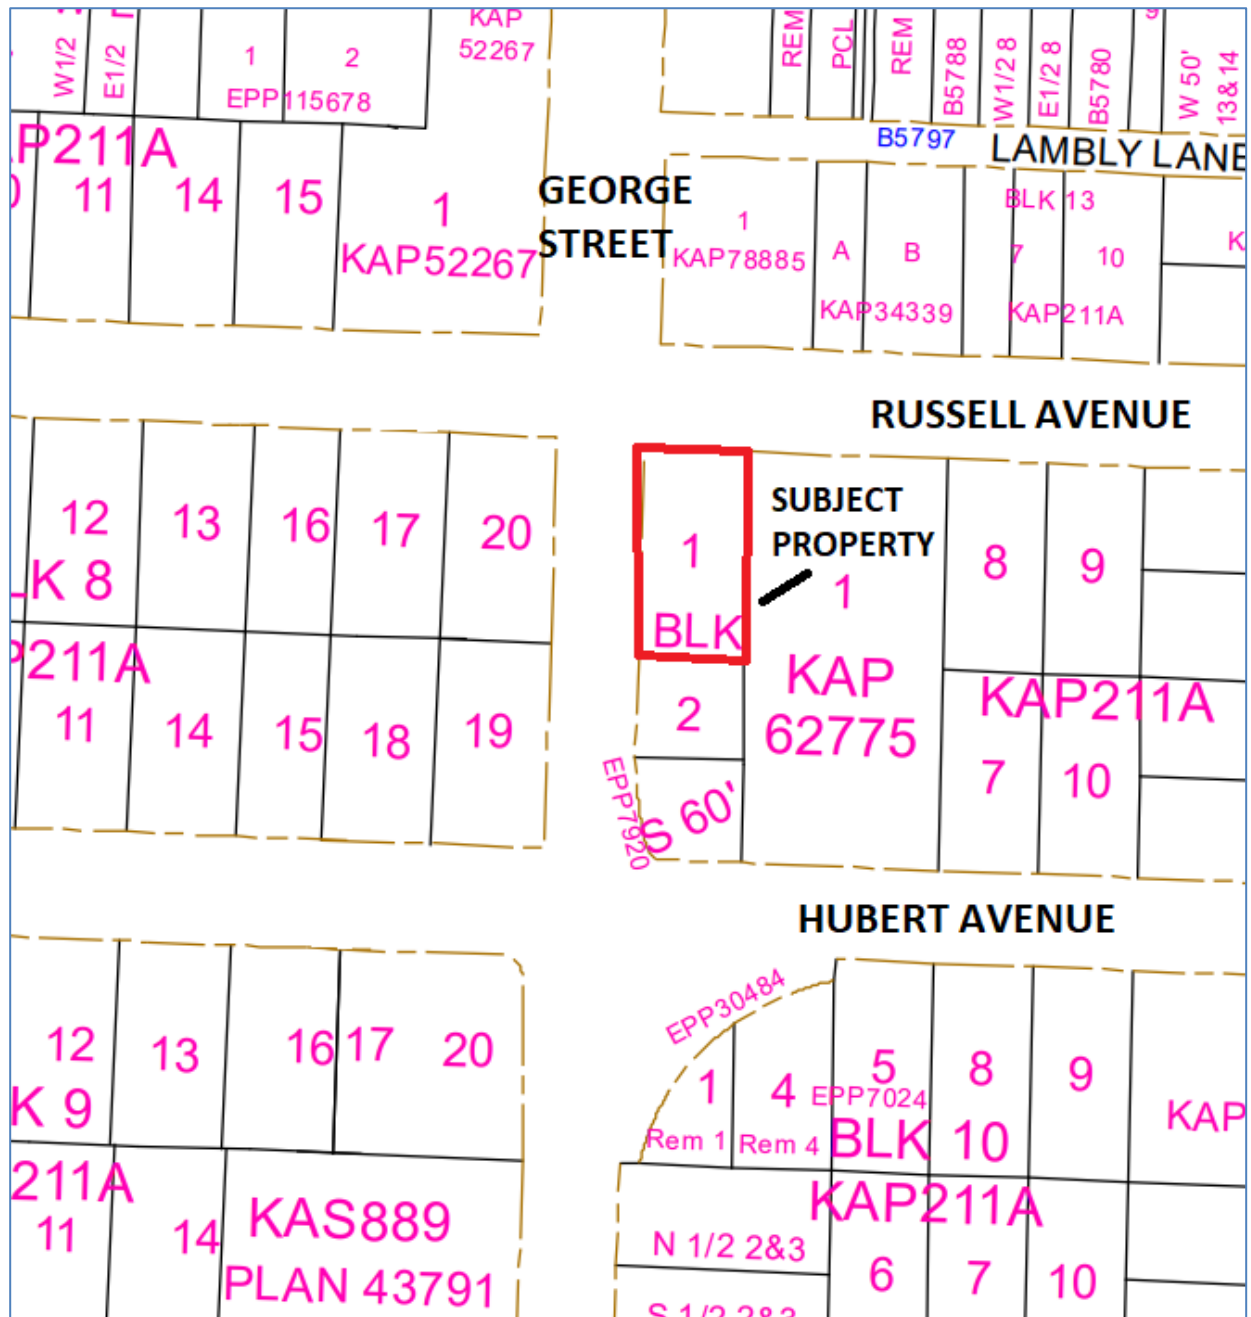 KAP
52267
W1/2
E1/2
1
2
EPP115678
REM
PCL
REM
B5788
W1/2 8
E1/2 8
B5780
W 50'
13&14
B5797
LAMBLY LANE
P211A
11
14
15
1
KAP52267
GEORGE
STREET
1
KAP78885
A
B
KAP34339
BLK 13
7
10
KAP211A
K
RUSSELL AVENUE
12
13
16
17
20
LK 8
1
BLK
SUBJECT
PROPERTY
1
KAP
62775
8
9
P211A
11
14
15
18
19
2
S 60'
EPP7920
KAP211A
7
10
HUBERT AVENUE
12
13
16
17
20
K 9
EPP30484
1
Rem 1
4
Rem 4
5
EPP7024
8
9
BLK 10
KAP
211A
11
14
KAS889
PLAN 43791
KAP211A
N 1/2 2&3
6
7
10
S 1/2 2&3